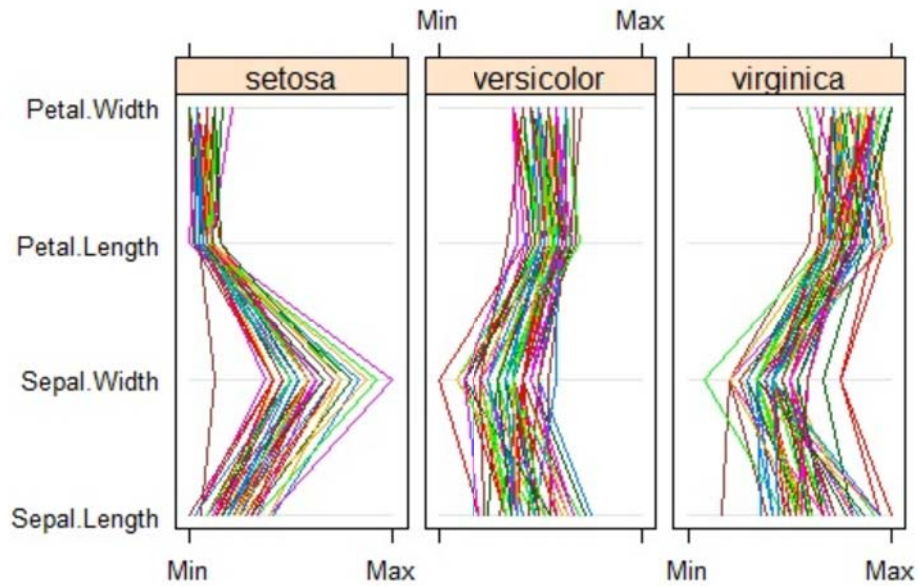 Min Max
setosa versicolor virginica
Petal.Width
Petal.Length
Sepal.Width
Sepal.Length
Min Max Min Max